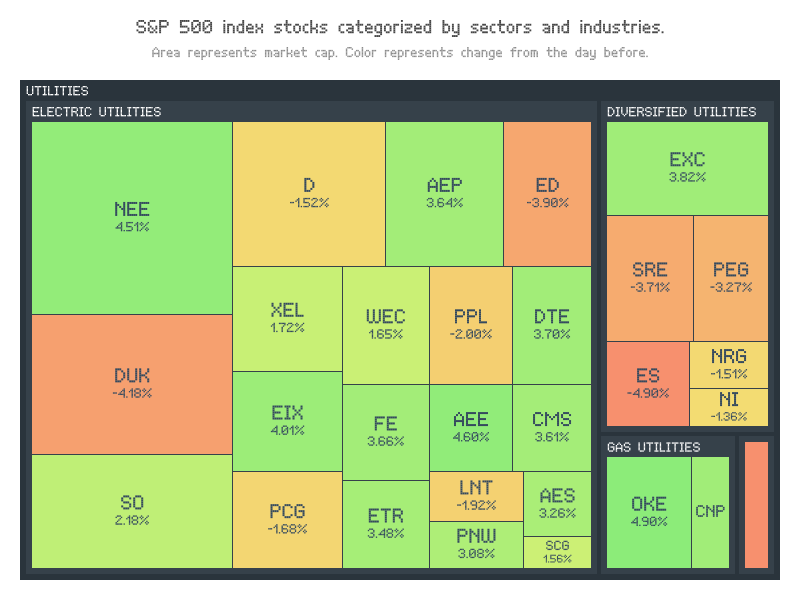 S&P 500 index stocks categorized by sectors and industries.
Area represents market cap. Color represents change from the day before.
UTILITIES
ELECTRIC UTILITIES
NEE
4.51%
DUK
-4.18%
SO
2.18%
D
-1.52%
AEP
3.64%
ED
-3.90%
XEL
1.72%
WEC
1.65%
PPL
-2.00%
DTE
3.70%
EIX
4.01%
FE
3.66%
AEE
4.60%
CMS
3.61%
PCG
-1.68%
ETR
3.48%
LNT
-1.92%
AES
3.26%
PNW
3.08%
SCG
1.56%
DIVERSIFIED UTILITIES
EXC
3.82%
SRE
-3.71%
PEG
-3.27%
ES
-4.90%
NRG
-1.51%
NI
-1.36%
GAS UTILITIES
OKE
4.90%
CNP